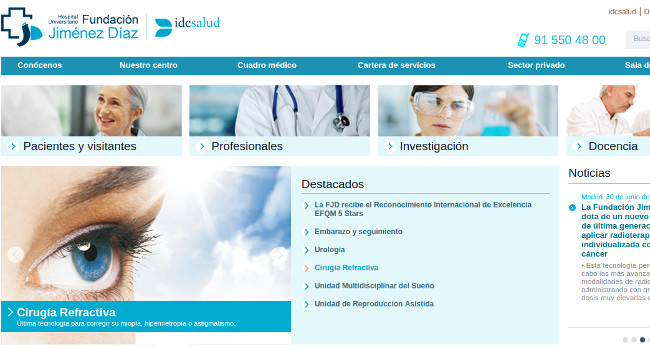 Hospital
Universitario
Fundación
Jiménez Díaz
idcsalud
idcsalud | D
91 550 48 00
Busc
Conócenos
Nuestro centro
Cuadro médico
Cartera de servicios
Sector privado
Sala de
Pacientes y visitantes
Profesionales
Investigación
Docencia
Destacados
La FJD recibe el Reconocimiento Internacional de Excelencia
EFQM 5 Stars
Embarazo y seguimiento
Urología
Cirugía Refractiva
Unidad Multidisciplinar del Sueño
Unidad de Reproducción Asistida
Cirugía Refractiva
Última tecnología para corregir su miopía, hipermetropía o astigmatismo.
Noticias
Madrid, 30 de junio de
La Fundación Jim
dota de un nuevo
de última generac
aplicar radioterap
individualizada co
cáncer
• Esta tecnología per
cabo las más avanza
modalidades de radio
administrando con gr
dosis muy elevadas d